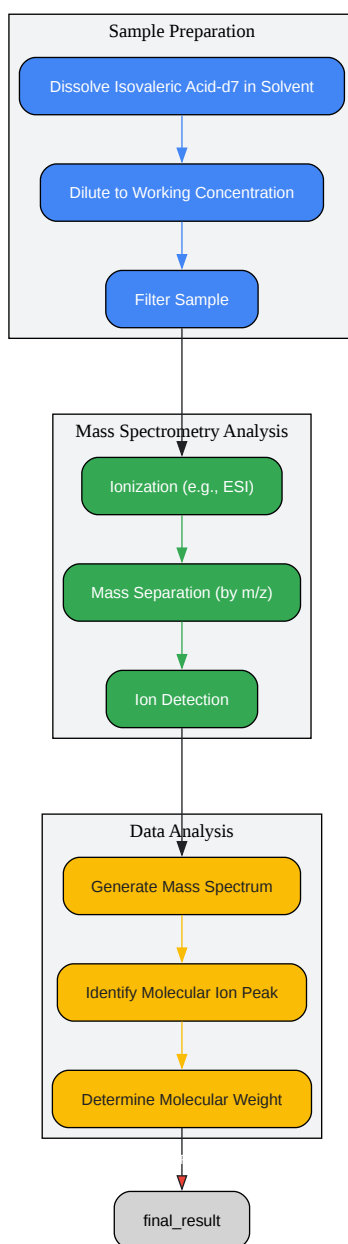 Sample Preparation
Dissolve Isovaleric Acid-d7 in Solvent
Dilute to Working Concentration
Filter Sample
Mass Spectrometry Analysis
Ionization (e.g., ESI)
Mass Separation (by m/z)
Ion Detection
Data Analysis
Generate Mass Spectrum
Identify Molecular Ion Peak
Determine Molecular Weight
final_result